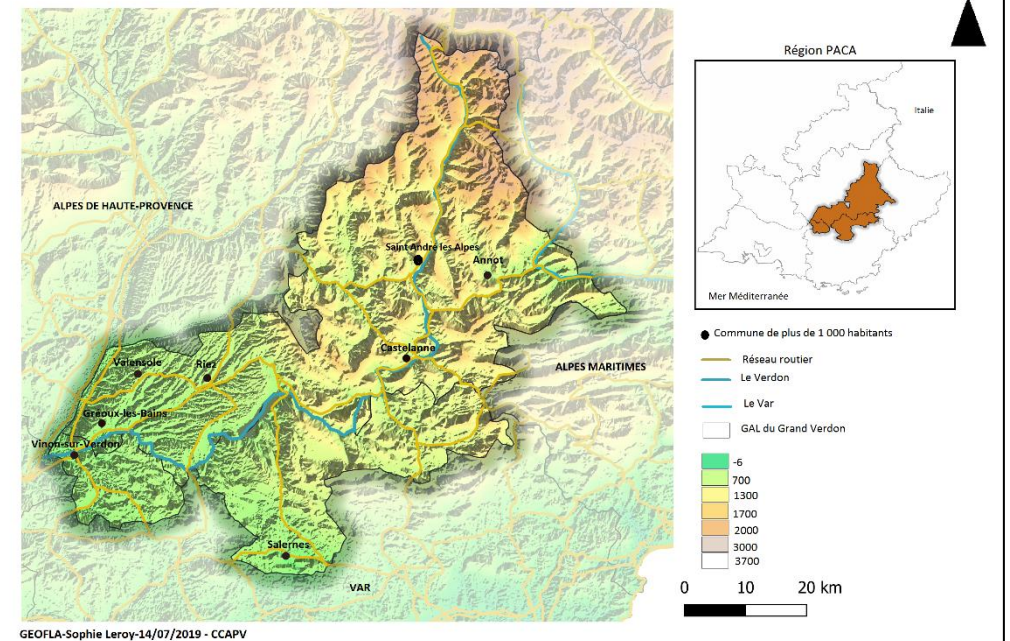 Région PACA
Italie
Mer Méditerranée
ALPES DE HAUTE-PROVENCE
Saint André les Alpes
Annot
Castellane
ALPES MARITIMES
Valensole
Riez
Gréoux-les-Bains
Vinon-sur-Verdon
Salernes
VAR
Commune de plus de 1 000 habitants
Réseau routier
Le Verdon
Le Var
GAL du Grand Verdon
-6
700
1300
1700
2000
3000
3700
0 10 20 km
GEOFLA-Sophie Leroy-14/07/2019 - CCAPV